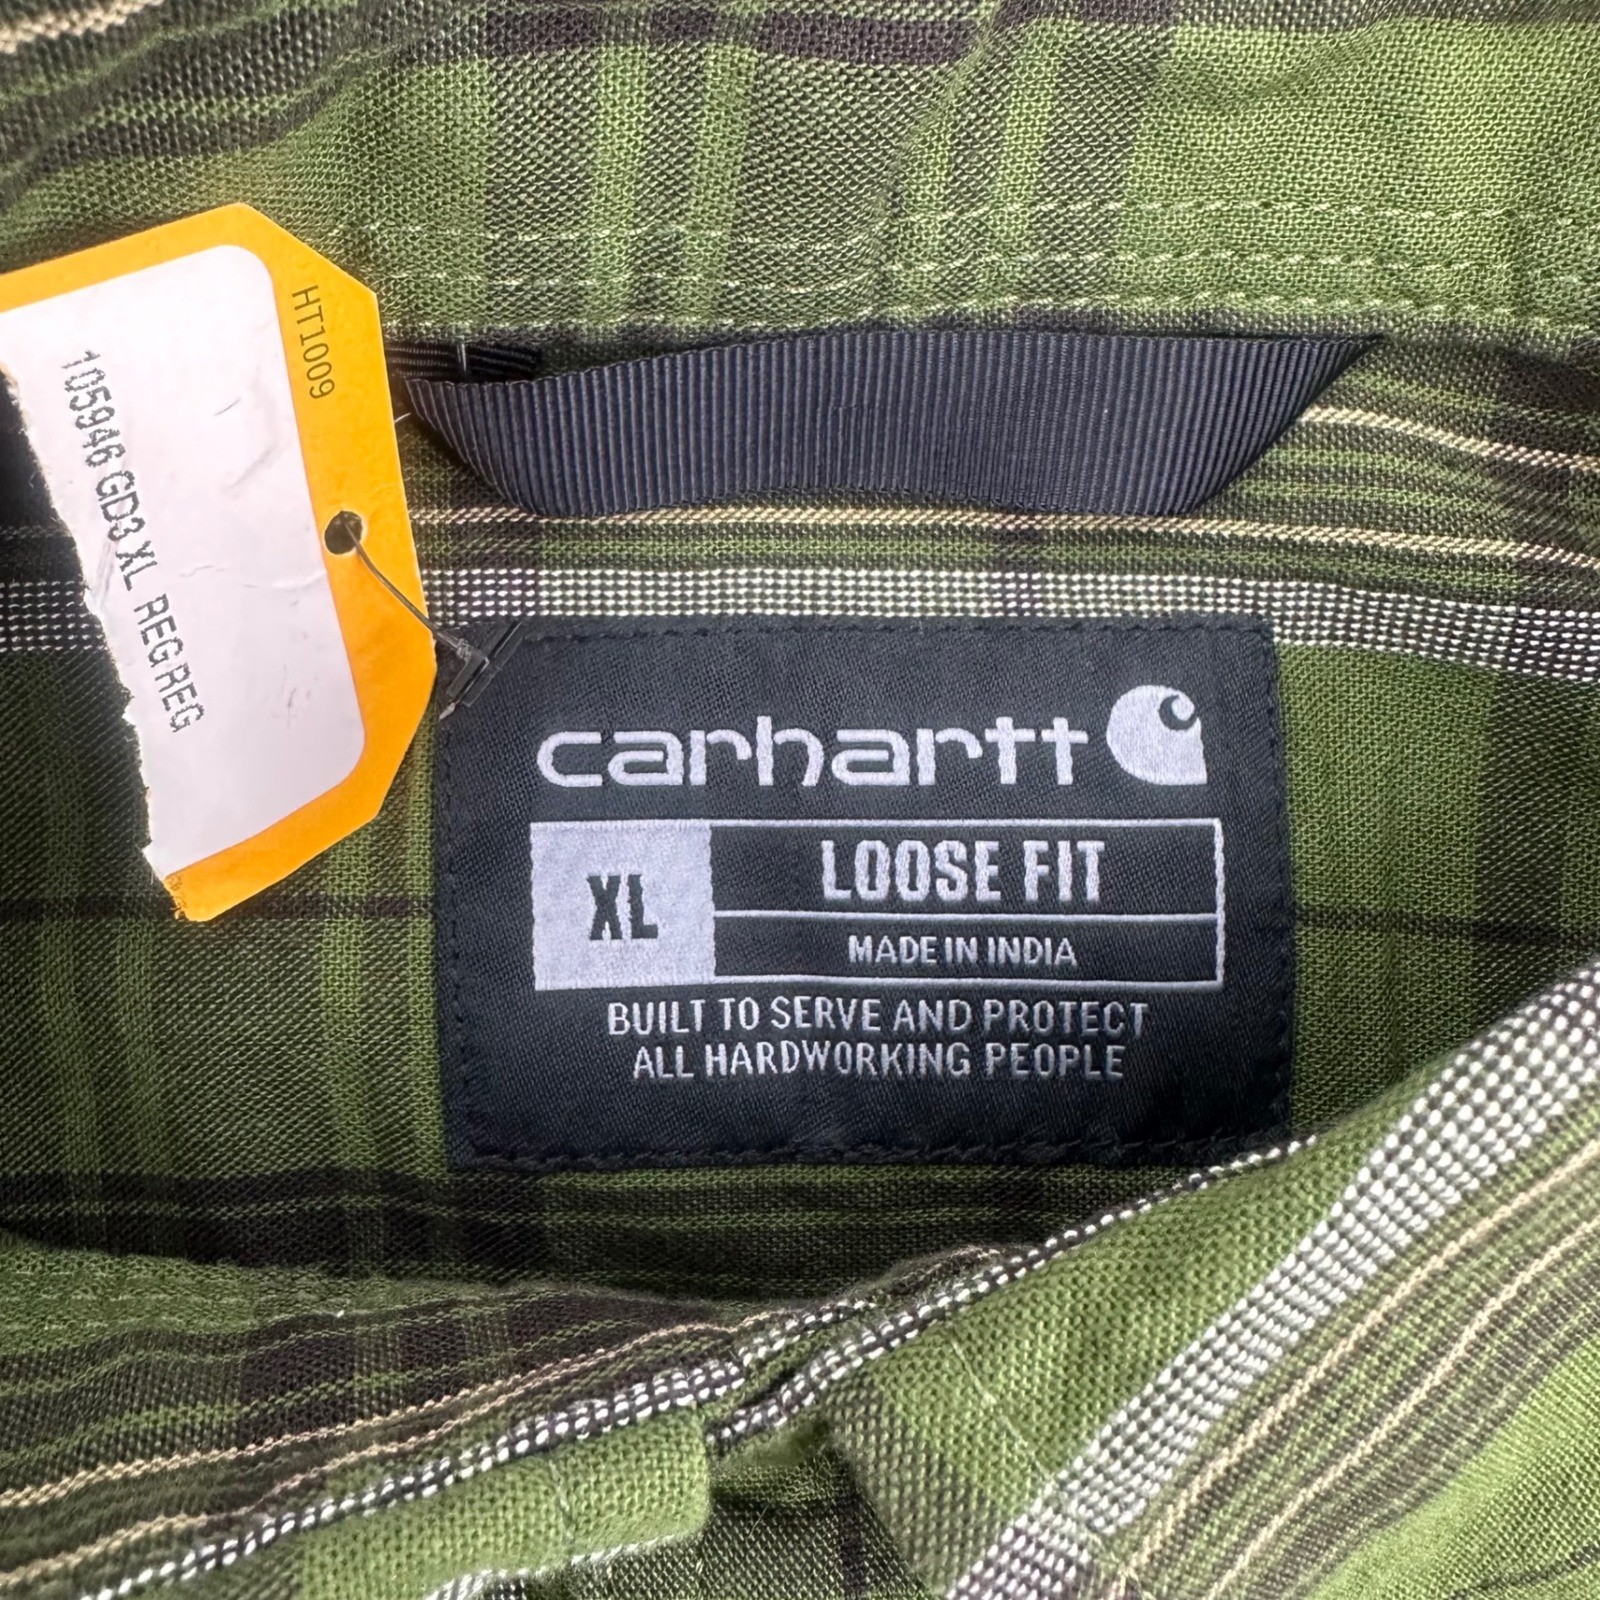 HT1009
105946 GD3 XL REG REG
carhartt
XL
LOOSE FIT
MADE IN INDIA
BUILT TO SERVE AND PROTECT
ALL HARDWORKING PEOPLE